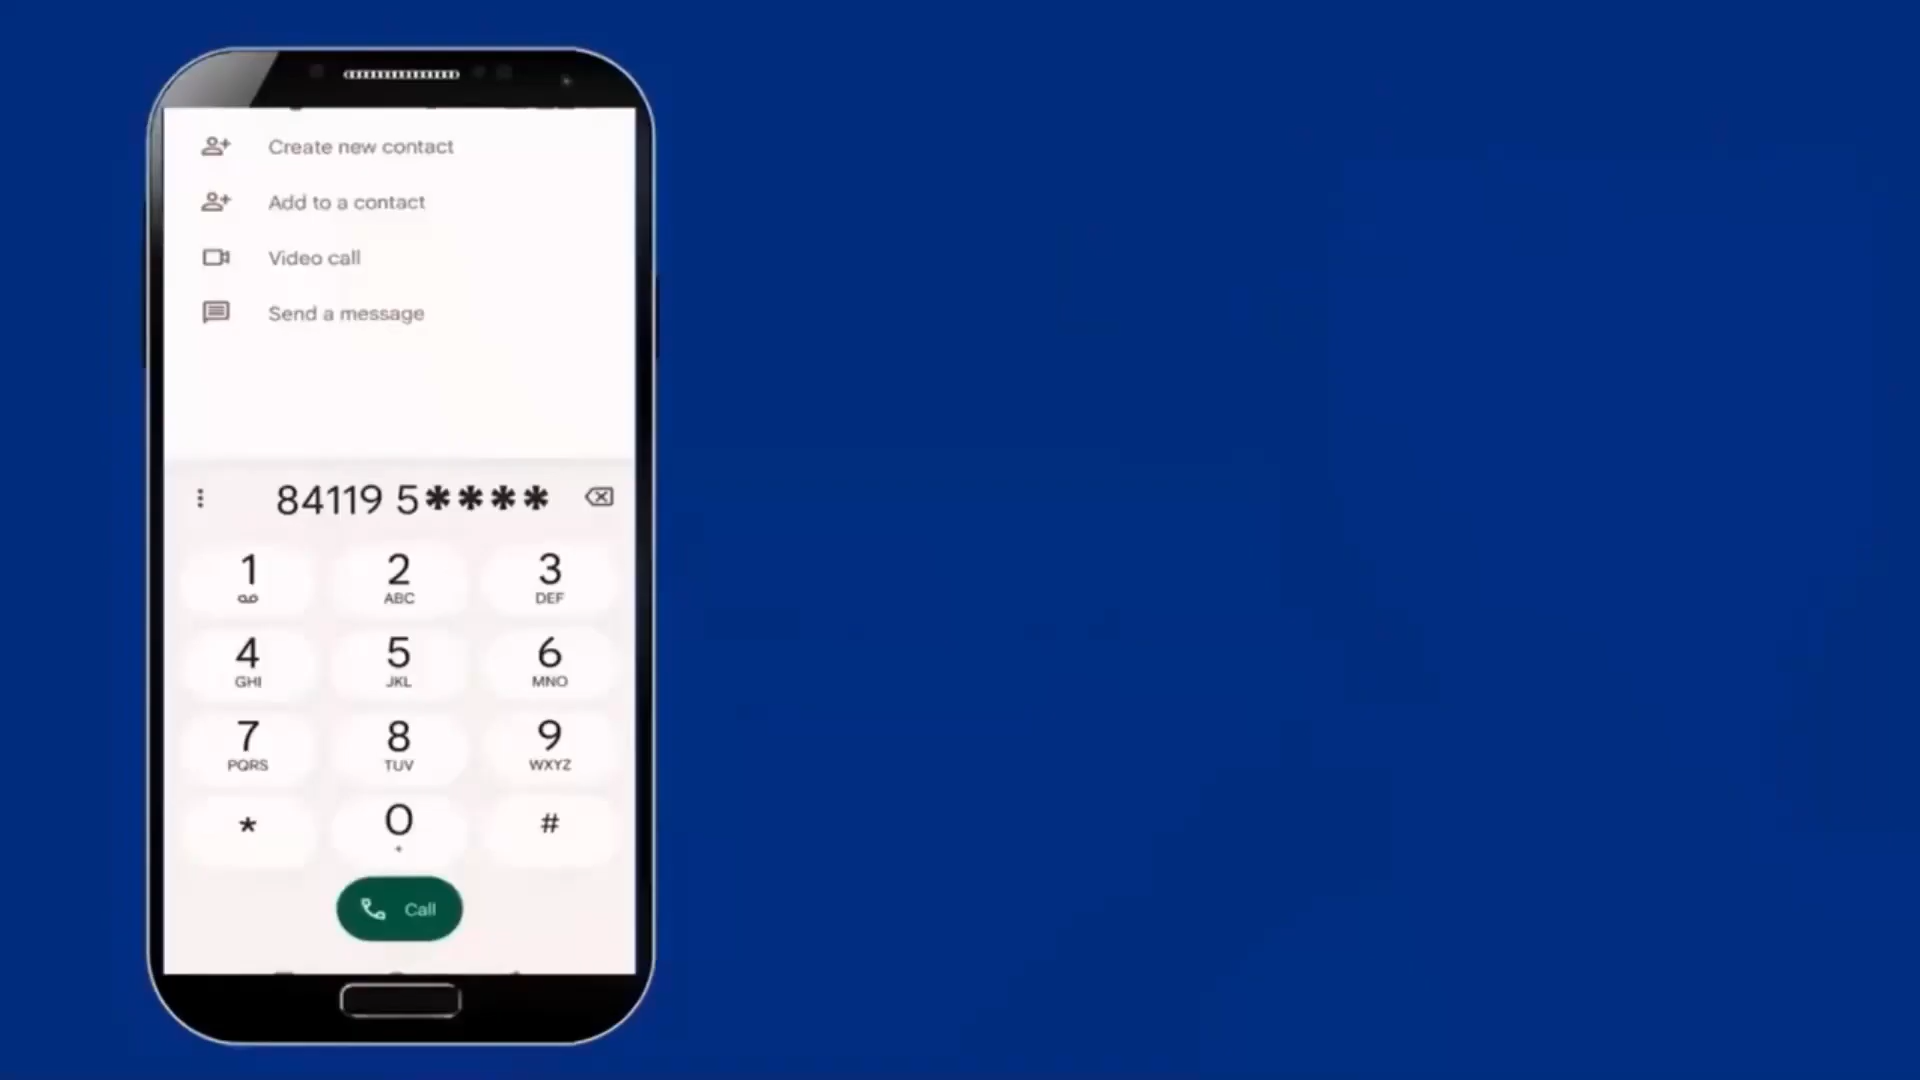 Create new contact
Add to a contact
Video call
Send a message
84119 5****
1 2 3
ABC DEF
4 5 6
GHI JKL MNO
7 8 9
PQRS TUV WXYZ
* 0 #
+
Call